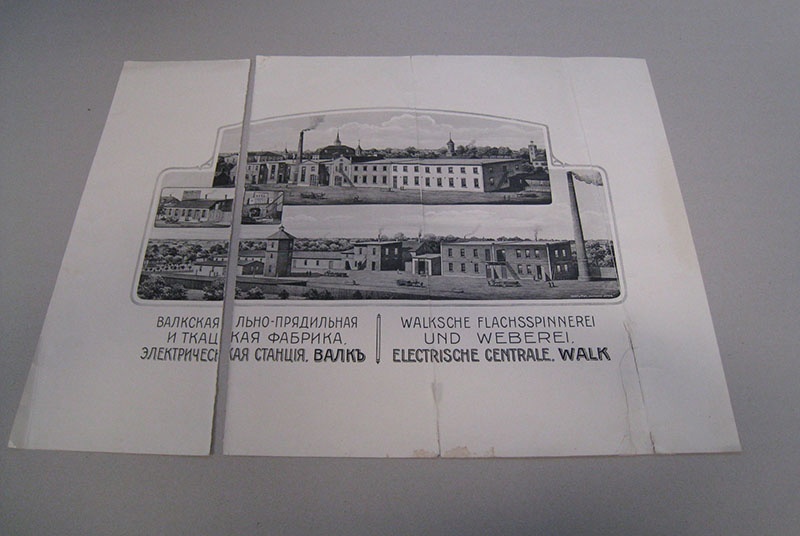 ВАЛКСКАЯ ЛЬНО-ПРЯДИЛЬНАЯ
И ТКАЦКАЯ ФАБРИКА,
ЭЛЕКТРИЧЕСКАЯ СТАНЦІЯ, ВАЛКЪ
WALKSCHE FLACHSSPINNEREI
UND WEBEREI,
ELECTRISCHE CENTRALE, WALK